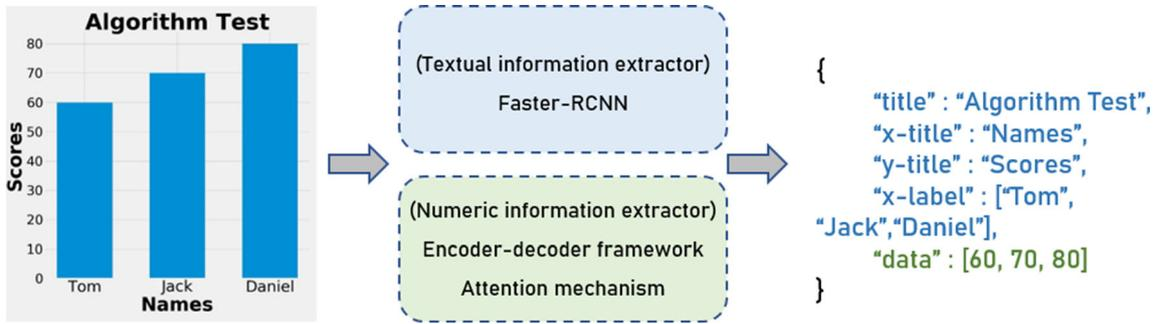 Algorithm Test
Scores
80
70
60
50
40
30
20
10
0
Tom Jack Daniel
Names
(Textual information extractor)
Faster-RCNN
(Numeric information extractor)
Encoder-decoder framework
Attention mechanism
{
“title” : “Algorithm Test”,
“x-title” : “Names”,
“y-title” : “Scores”,
“x-label” : [“Tom”,
“Jack”,“Daniel”],
“data” : [60, 70, 80]
}